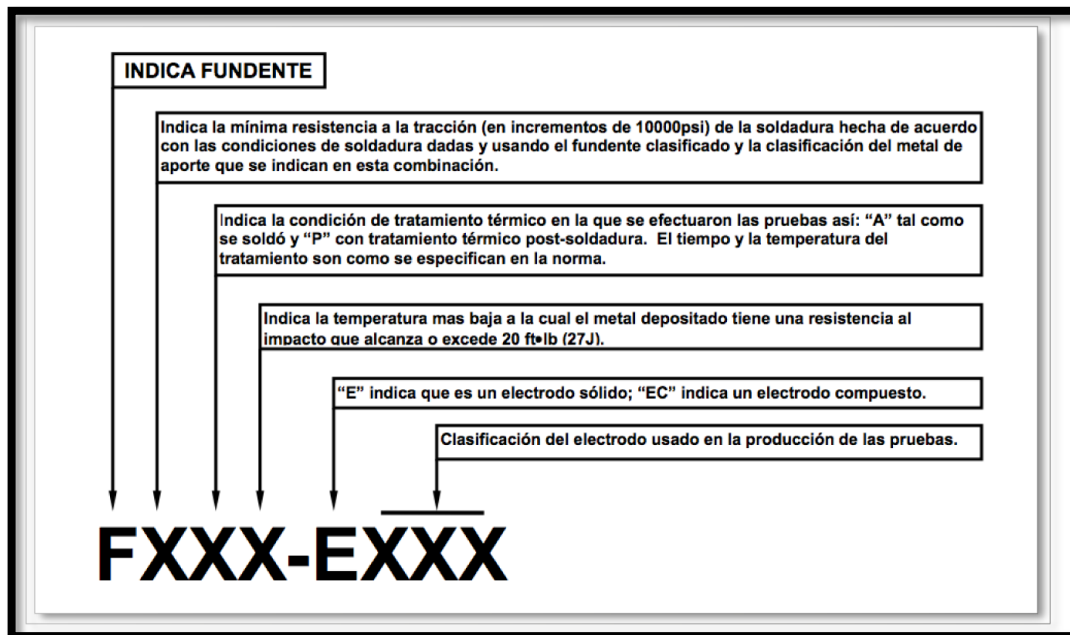 INDICA FUNDENTE
Indica la mínima resistencia a la tracción (en incrementos de 10000psi) de la soldadura hecha de acuerdo
con las condiciones de soldadura dadas y usando el fundente clasificado y la clasificación del metal de
aporte que se indican en esta combinación.
Indica la condición de tratamiento térmico en la que se efectuaron las pruebas así: “A” tal como
se soldó y “P” con tratamiento térmico post-soldadura. El tiempo y la temperatura del
tratamiento son como se especifican en la norma.
Indica la temperatura mas baja a la cual el metal depositado tiene una resistencia al
impacto que alcanza o excede 20 ft•lb (27J).
“E” indica que es un electrodo sólido; “EC” indica un electrodo compuesto.
Clasificación del electrodo usado en la producción de las pruebas.
FXXX-EXXX